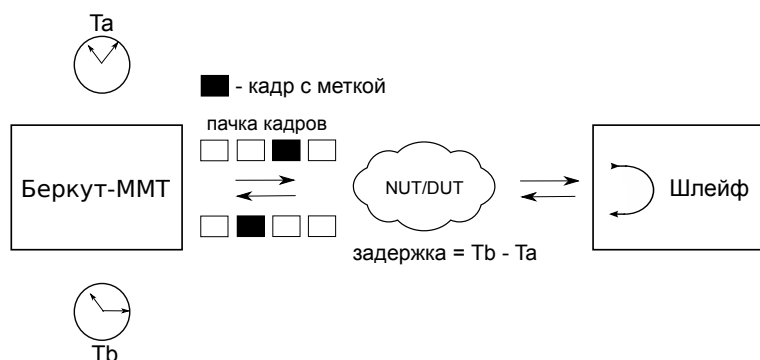 Ta
- кадр с меткой
пачка кадров
Беркут-ММТ
NUT/DUT
Шлейф
задержка = Tb - Ta
Tb